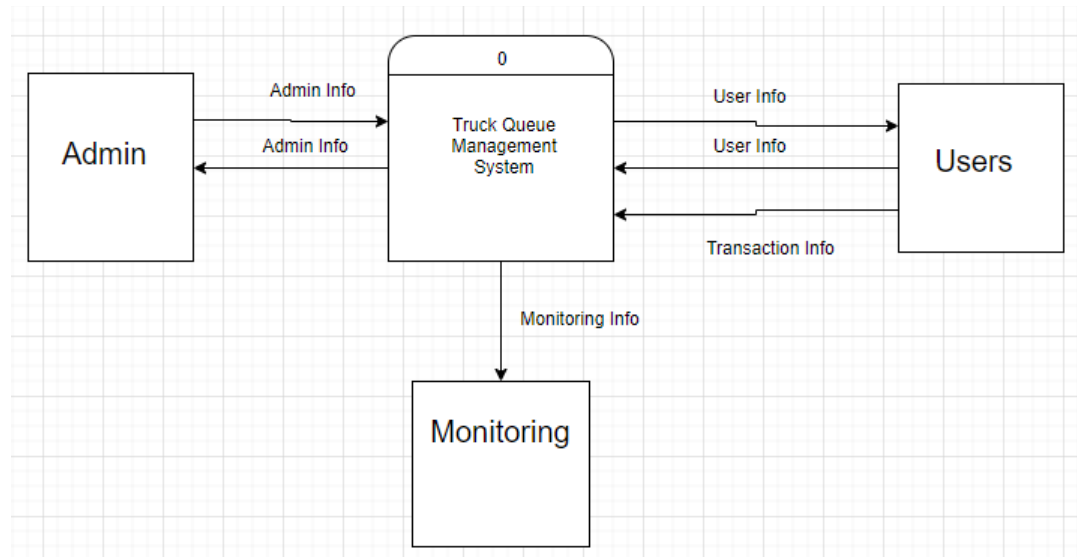 0
Admin Info
User Info
Truck Queue
Management
System
Admin
Admin Info
User Info
Users
Transaction Info
Monitoring Info
Monitoring